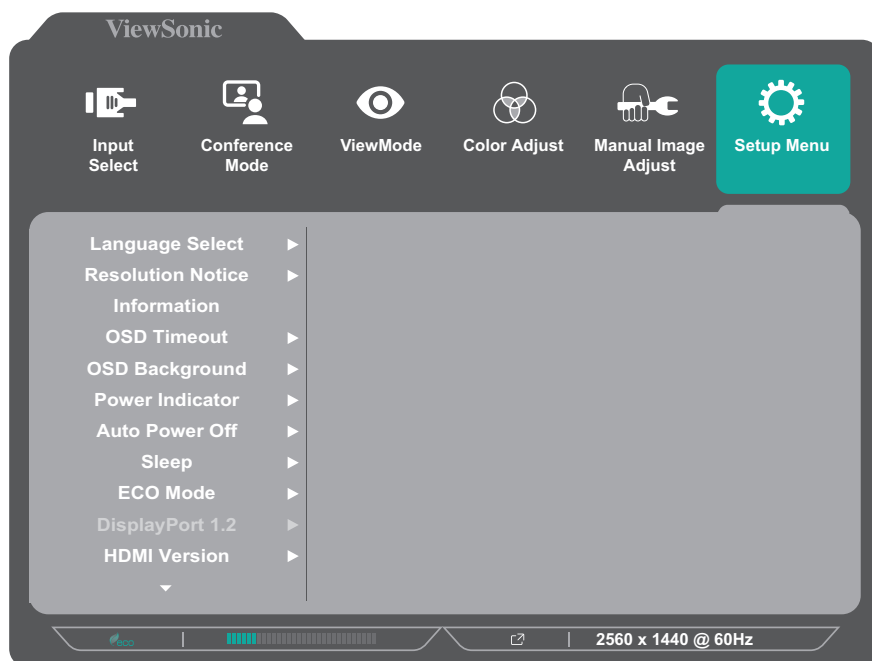 ViewSonic
Input
Select
Conference
Mode
ViewMode
Color Adjust
Manual Image
Adjust
Setup Menu
Language Select
Resolution Notice
Information
OSD Timeout
OSD Background
Power Indicator
Auto Power Off
Sleep
ECO Mode
DisplayPort 1.2
HDMI Version
eco
2560 x 1440 @ 60Hz